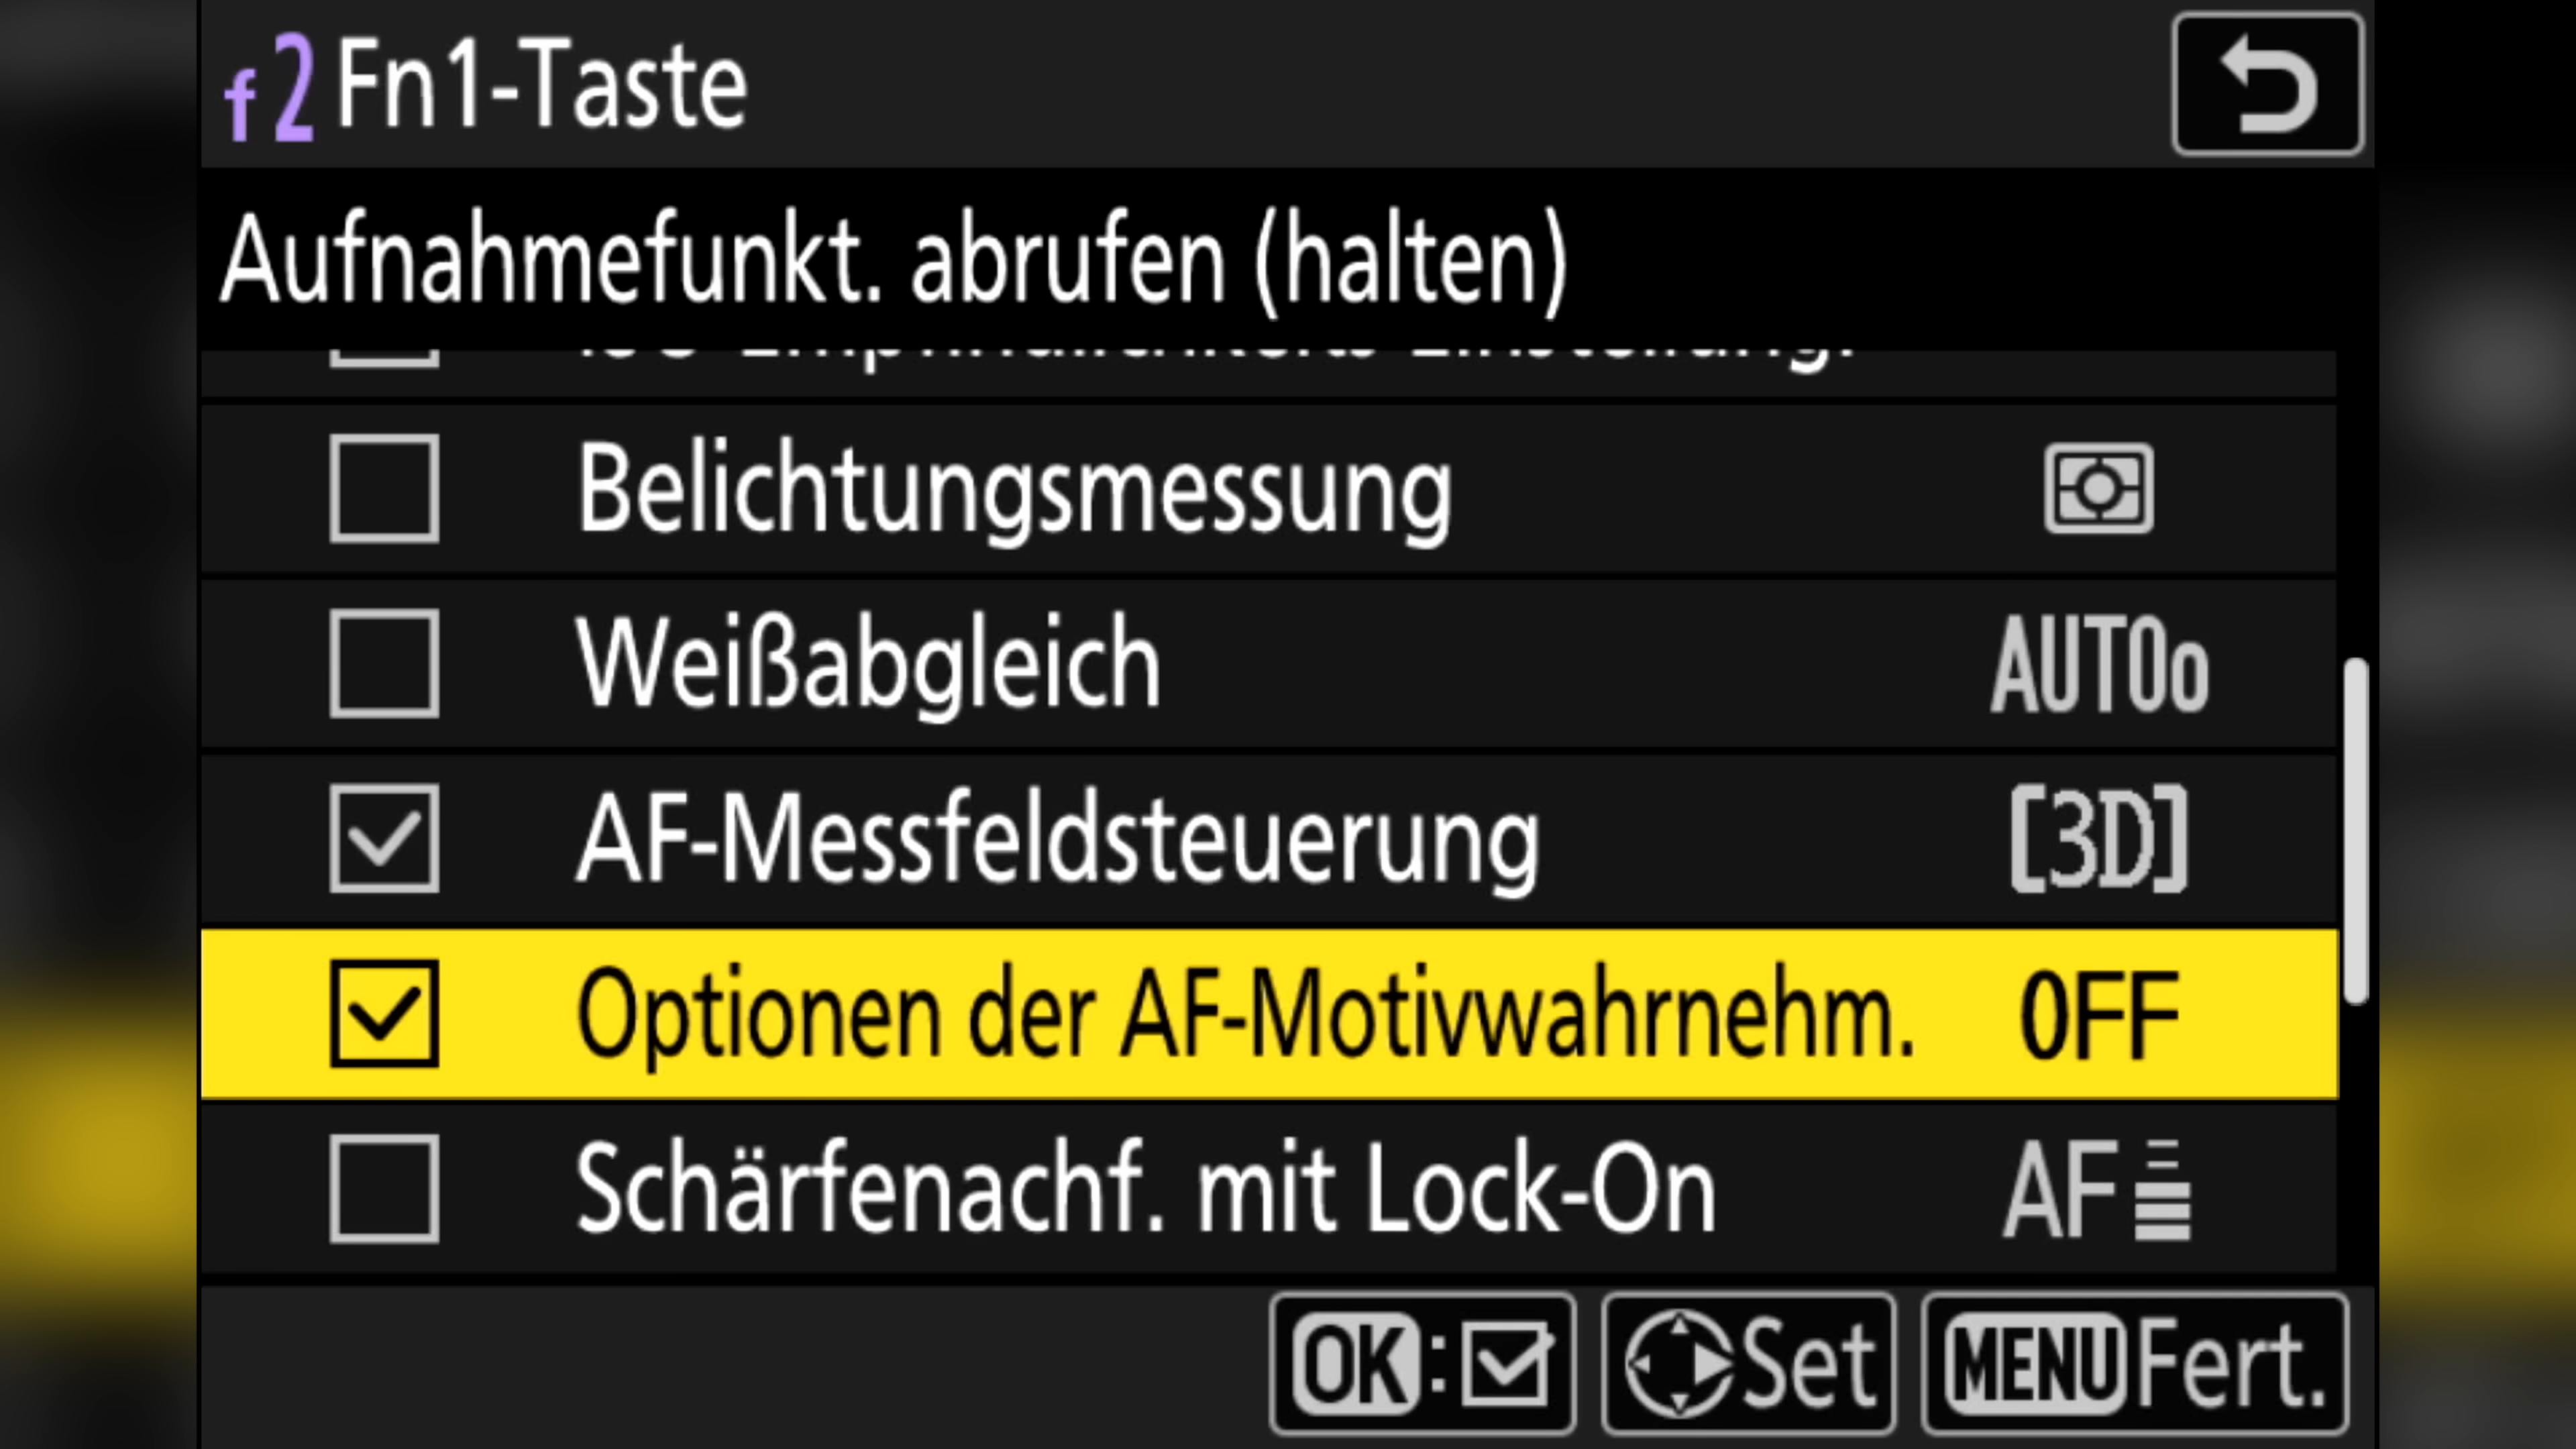 f2 Fn1-Taste
Aufnahmefunkt. abrufen (halten)
Belichtungsmessung
Weißabgleich AUTO0
AF-Messfeldsteuerung [3D]
Optionen der AF-Motivwahrnehm. OFF
Schärfenachf. mit Lock-On AF
OK: Set MENU Fert.